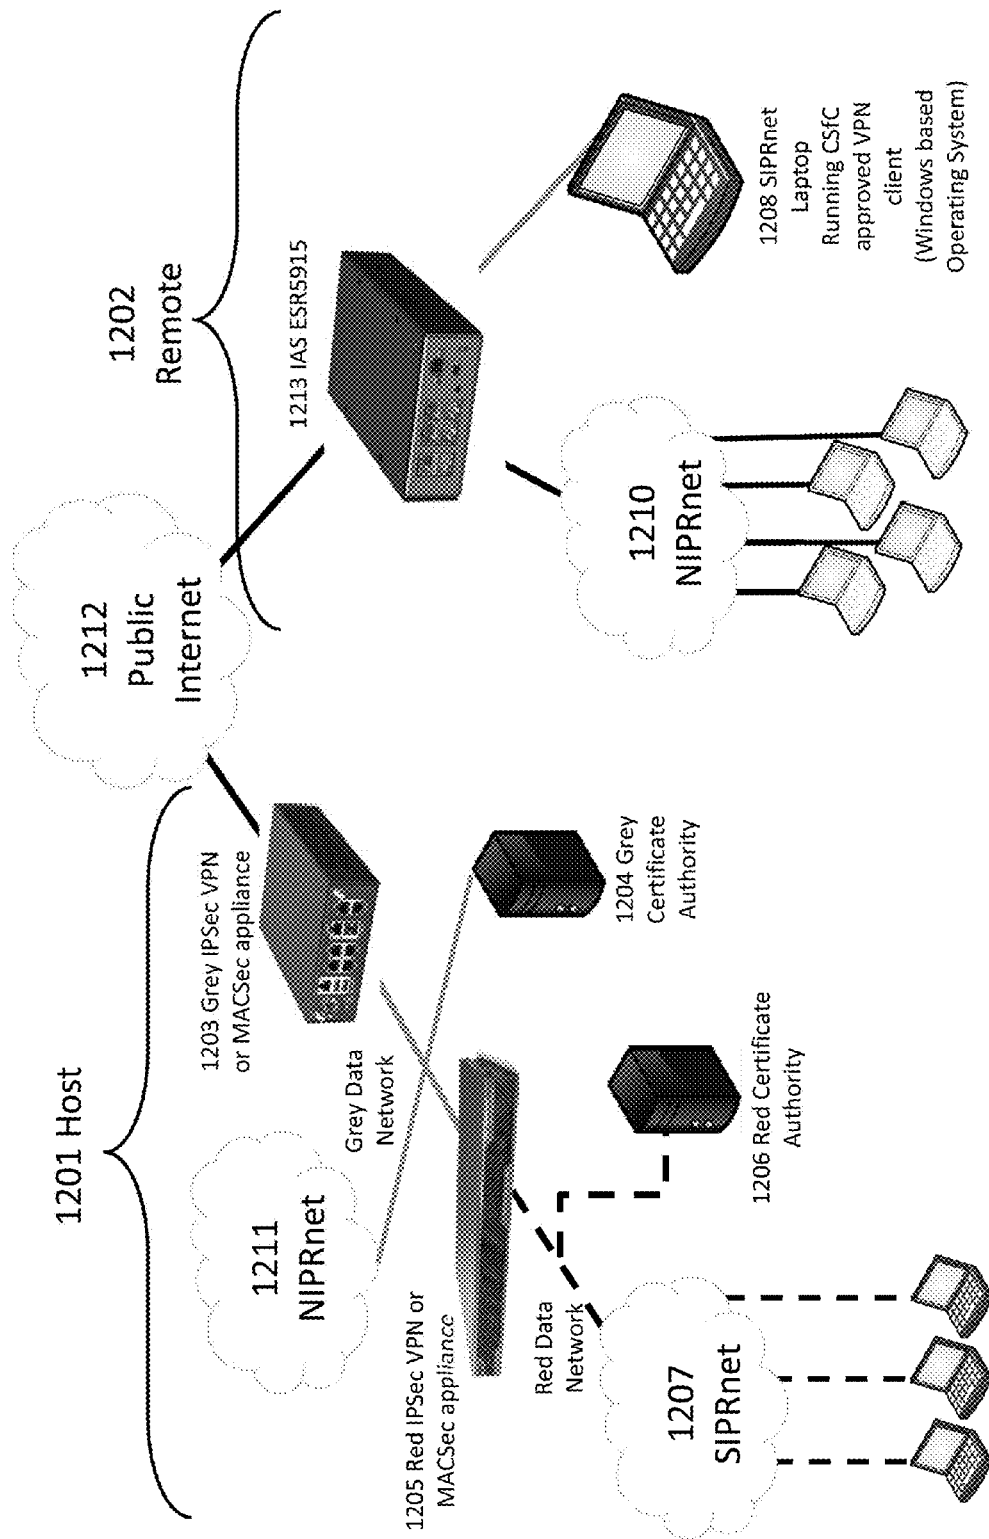 1201 Host
1202
Remote
1212
Public
Internet
1203 Grey IPSec VPN
or MACSec appliance
1213 IAS ESR5915
1211
NIPRnet
Grey Data
Network
1204 Grey
Certificate
Authority
1205 Red IPSec VPN or
MACSec appliance
Red Data
Network
1206 Red Certificate
Authority
1207
SIPRnet
1210
NIPRnet
1208 SIPRnet
Laptop
Running CSfC
approved VPN
client
(Windows based
Operating System)